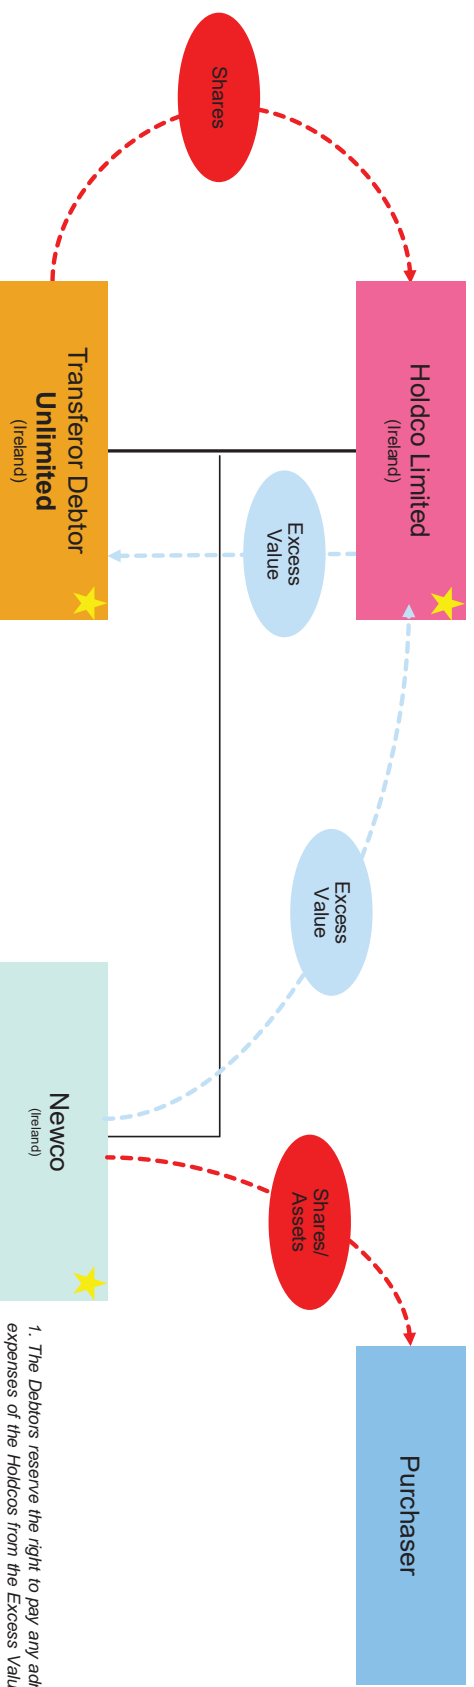 Holdco Limited
(Ireland)
Purchaser
Excess
Value
Shares/
Assets
Excess
Value
Shares
Transferor Debtor
Unlimited
(Ireland)
Newco
(Ireland)
1. The Debtors reserve the right to pay any
expenses of the Holdcos from the Excess Valu